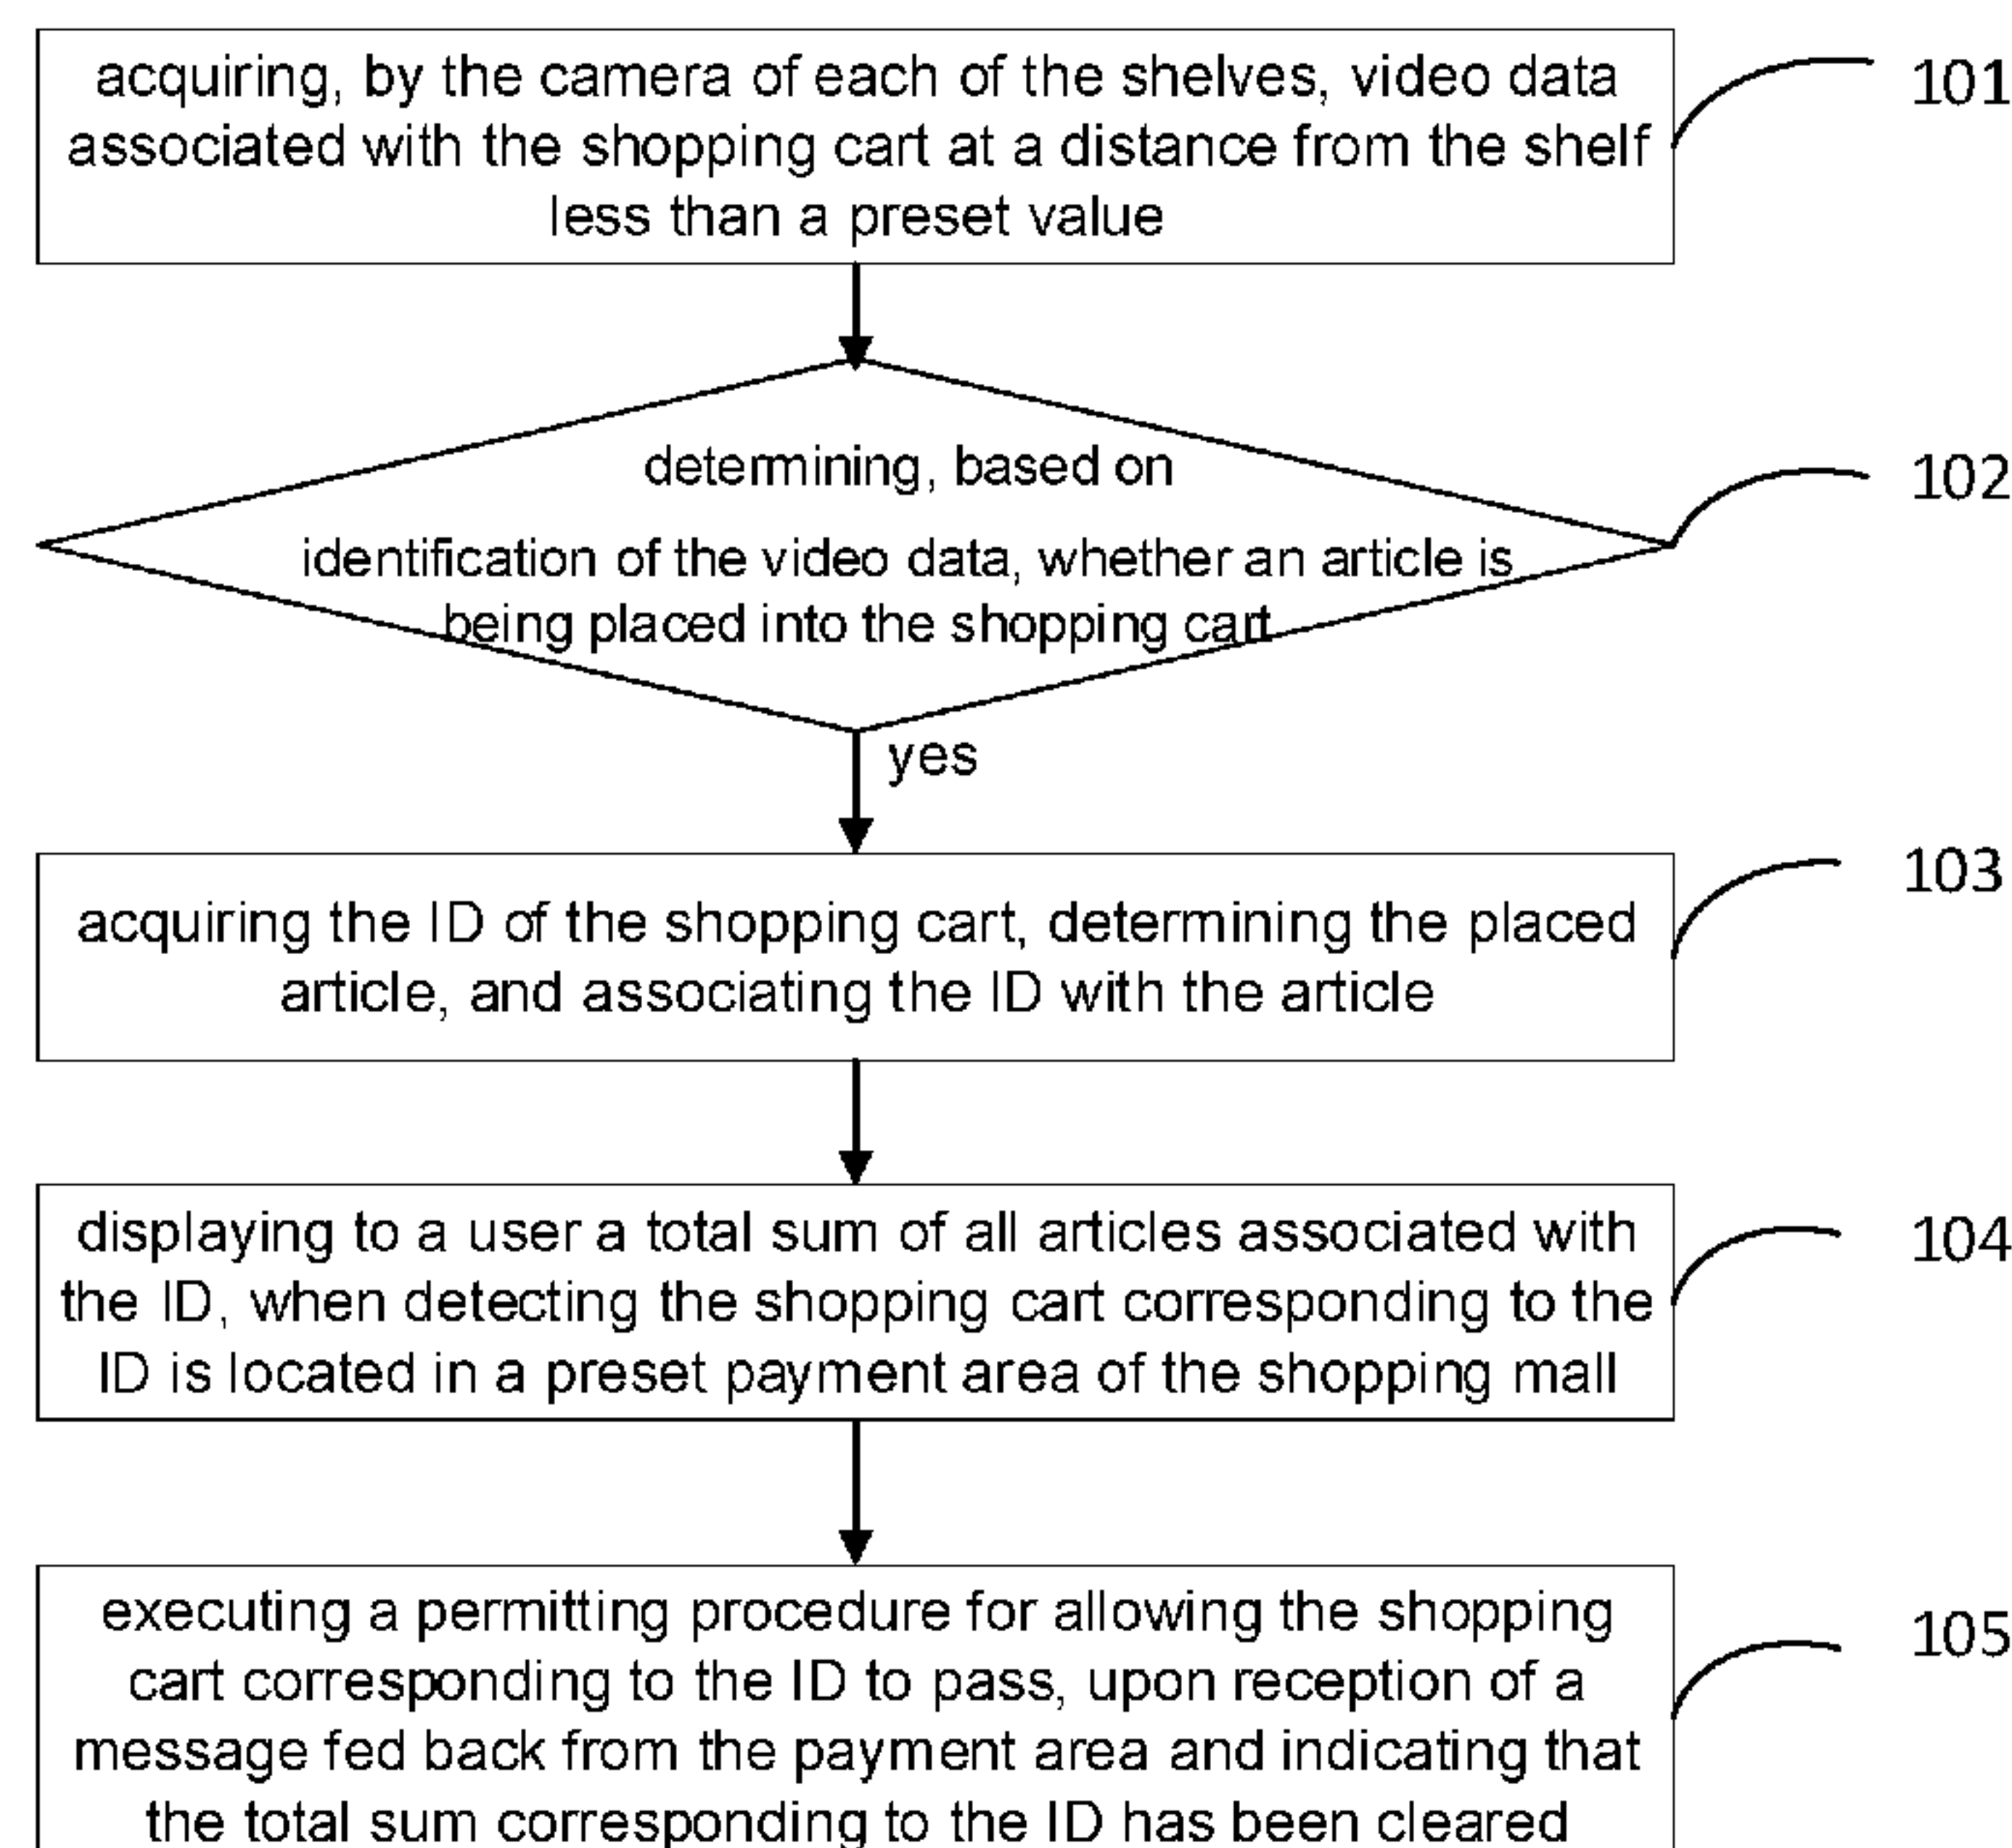 acquiring, by the camera of each of the shelves, video data
associated with the shopping cart at a distance from the shelf
less than a preset value
101
determining, based on
identification of the video data, whether an article is
being placed into the shopping cart
102
yes
acquiring the ID of the shopping cart, determining the placed
article, and associating the ID with the article
103
displaying to a user a total sum of all articles associated with
the ID, when detecting the shopping cart corresponding to the
ID is located in a preset payment area of the shopping mall
104
executing a permitting procedure for allowing the shopping
cart corresponding to the ID to pass, upon reception of a
message fed back from the payment area and indicating that
the total sum corresponding to the ID has been cleared
105